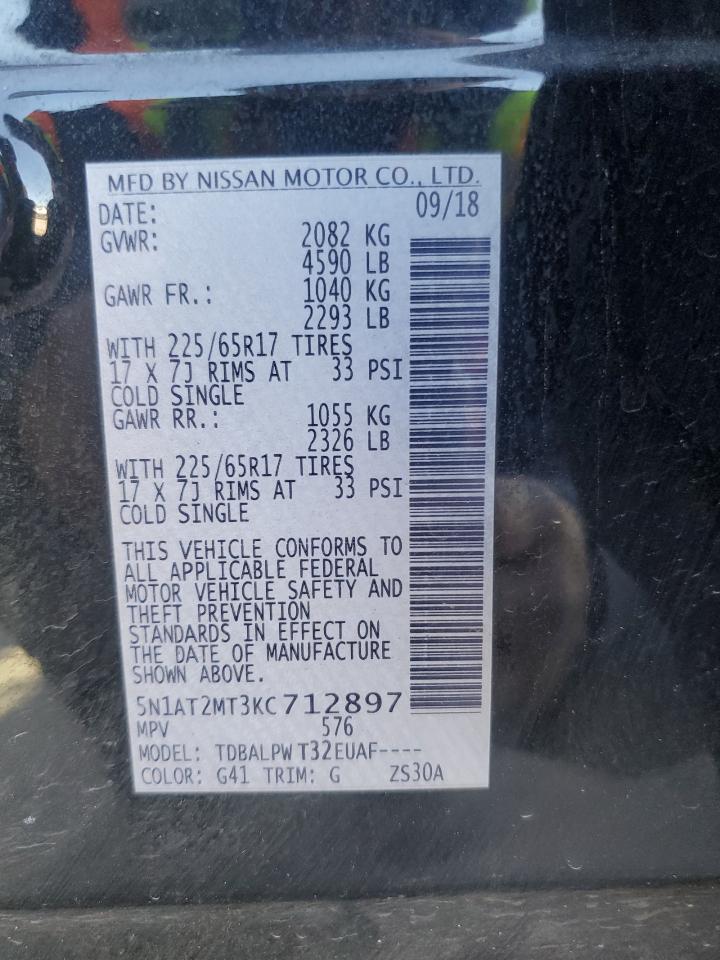 MFD BY NISSAN MOTOR CO., LTD.
DATE: 09/18
GVWR: 2082 KG
4590 LB
GAWR FR.: 1040 KG
2293 LB
WITH 225/65R17 TIRES
17 X 7J RIMS AT 33 PSI
COLD SINGLE
GAWR RR.: 1055 KG
2326 LB
WITH 225/65R17 TIRES
17 X 7J RIMS AT 33 PSI
COLD SINGLE
THIS VEHICLE CONFORMS TO
ALL APPLICABLE FEDERAL
MOTOR VEHICLE SAFETY AND
THEFT PREVENTION
STANDARDS IN EFFECT ON
THE DATE OF MANUFACTURE
SHOWN ABOVE.
5N1AT2MT3KC712897
MPV 576
MODEL: TDBALPWT32EUAF----
COLOR: G41 TRIM: G ZS30A